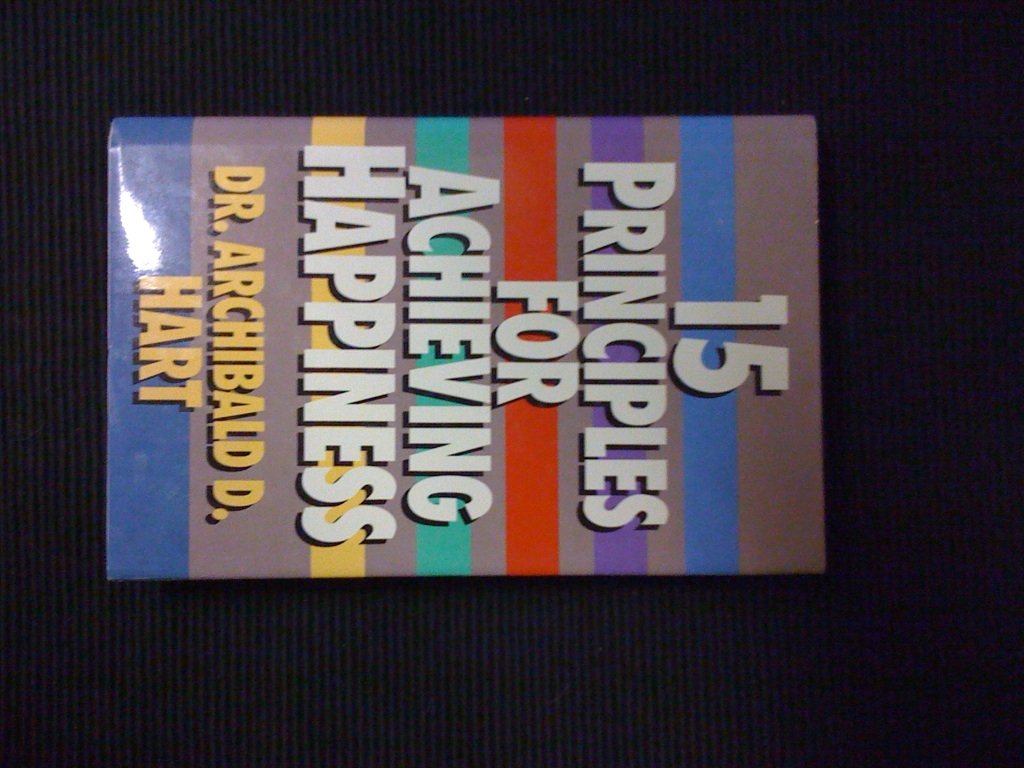 15
PRINCIPLES
FOR
ACHIEVING
HAPPINESS
DR. ARCHIBALD D.
HART